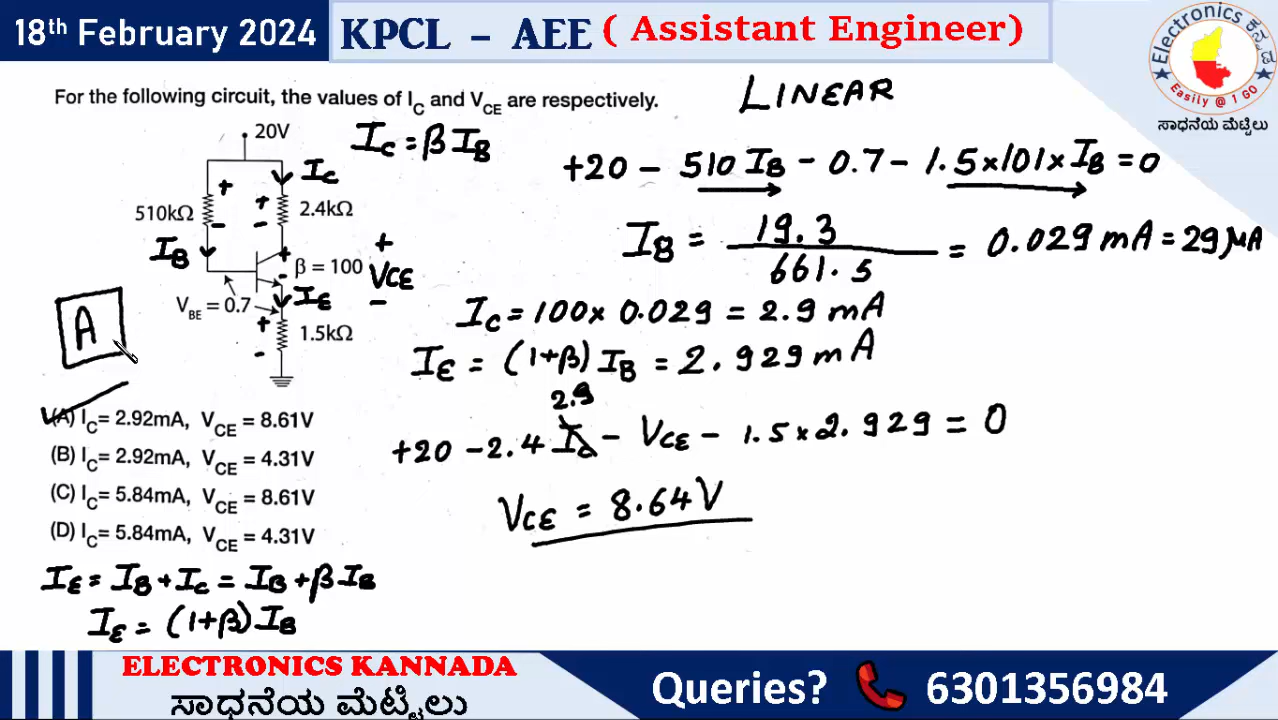 18th February 2024
KPCL - AEE ( Assistant Engineer)
Electronics ಕನ್ನಡ
Easily @ 1 GO
ಸಾಧನೆಯ ಮೆಟ್ಟಿಲು
For the following circuit, the values of IC and VCE are respectively.
LINEAR
20V
IC = βIB
IC
+20 - 510 IB - 0.7 - 1.5×101×IB = 0
510kΩ
+
-
+
-
2.4kΩ
IB
IB = 19.3 / 661.5 = 0.029 mA = 29 μA
+
-
β = 100
+
VCE
-
VBE = 0.7
IE
+
-
1.5kΩ
IC = 100 × 0.029 = 2.9 mA
A
IE = (1+β) IB = 2.929 mA
2.9
(A) IC= 2.92mA, VCE = 8.61V
+20 - 2.4 IC - VCE - 1.5×2.929 = 0
(B) IC= 2.92mA, VCE = 4.31V
(C) IC= 5.84mA, VCE = 8.61V
VCE = 8.64V
(D) IC= 5.84mA, VCE = 4.31V
IE = IB + IC = IB + βIB
IE = (1+β)IB
ELECTRONICS KANNADA
ಸಾಧನೆಯ ಮೆಟ್ಟಿಲು
Queries? 6301356984